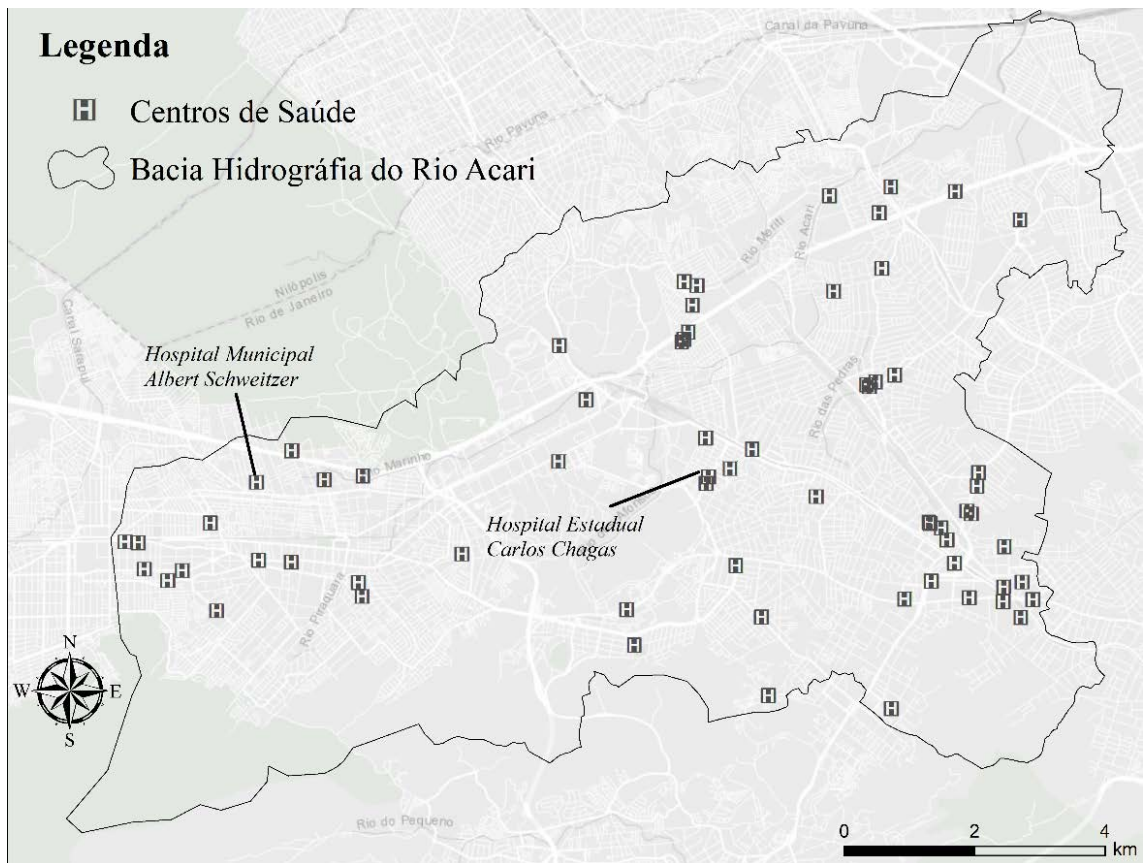 Legenda
Centros de Saúde
Bacia Hidrográfia do Rio Acari
Canal da Pavuna
Rio Pavuna
Rio Meriti
Rio Acari
Nilópolis
Rio de Janeiro
Canal Sarapuí
Hospital Municipal
Albert Schweitzer
Rio das Pedras
Marinho
Hospital Estadual
Carlos Chagas
Rio Piraquara
N
W
E
S
Rio do Pequeno
0
2
4
km